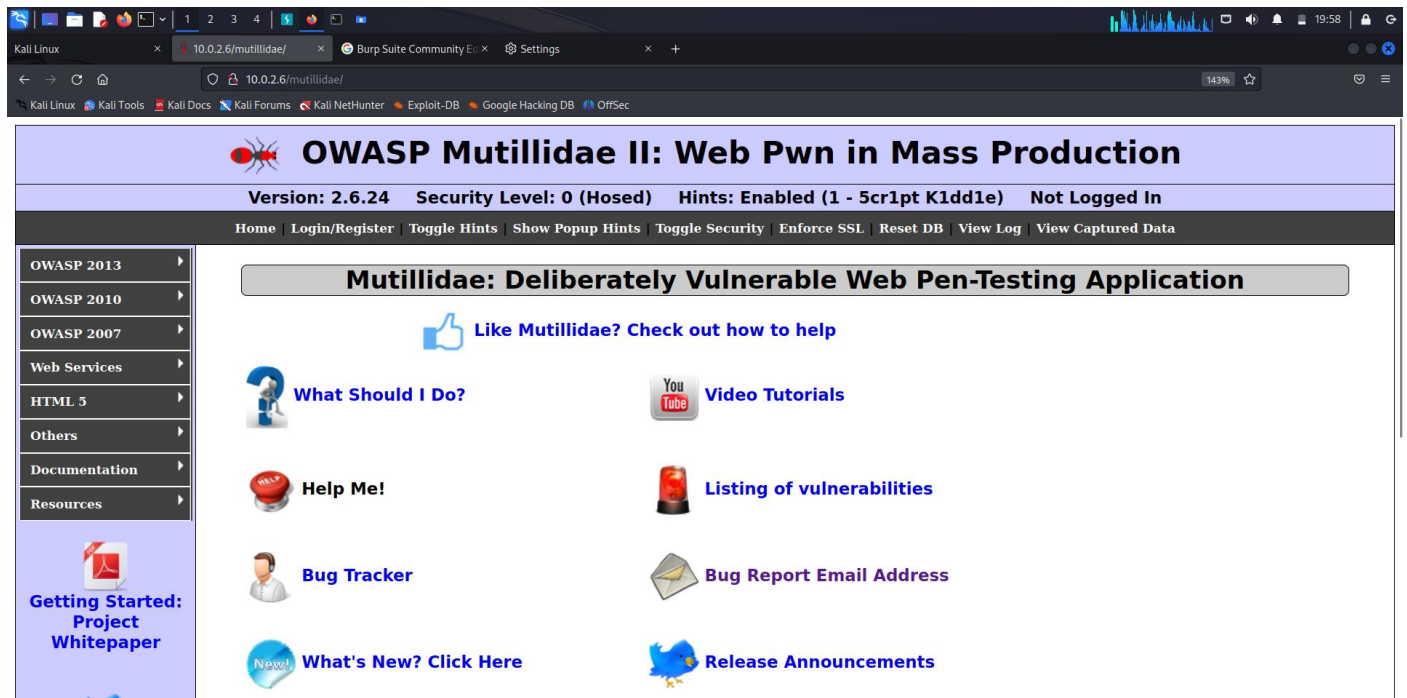 1 2 3 4
19:58
Kali Linux
10.0.2.6/mutillidae/
Burp Suite Community Ed
Settings
10.0.2.6/mutillidae/
143%
Kali Linux Kali Tools Kali Docs Kali Forums Kali NetHunter Exploit-DB Google Hacking DB OffSec
OWASP Mutillidae II: Web Pwn in Mass Production
Version: 2.6.24 Security Level: 0 (Hosed) Hints: Enabled (1 - 5cr1pt K1dd1e) Not Logged In
Home | Login/Register | Toggle Hints | Show Popup Hints | Toggle Security | Enforce SSL | Reset DB | View Log | View Captured Data
OWASP 2013
OWASP 2010
OWASP 2007
Web Services
HTML 5
Others
Documentation
Resources
Getting Started:
Project
Whitepaper
Mutillidae: Deliberately Vulnerable Web Pen-Testing Application
Like Mutillidae? Check out how to help
What Should I Do?
You
Tube
Video Tutorials
HELP
Help Me!
Listing of vulnerabilities
Bug Tracker
Bug Report Email Address
New!
What's New? Click Here
Release Announcements